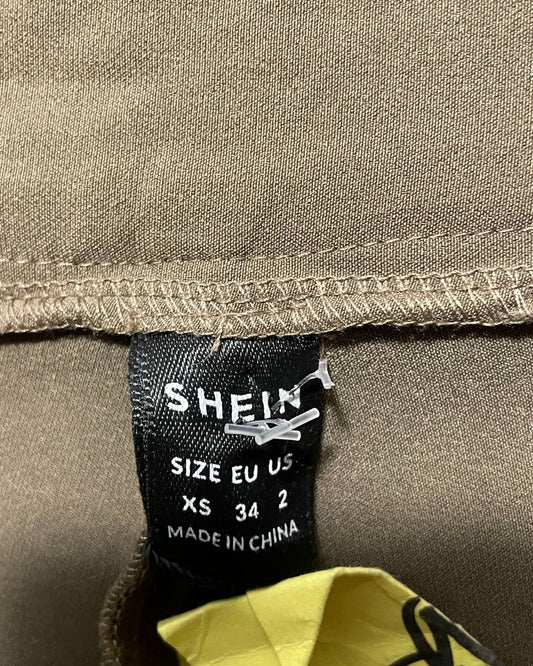 SHEIN
SIZE EU US
XS 34 2
MADE IN CHINA